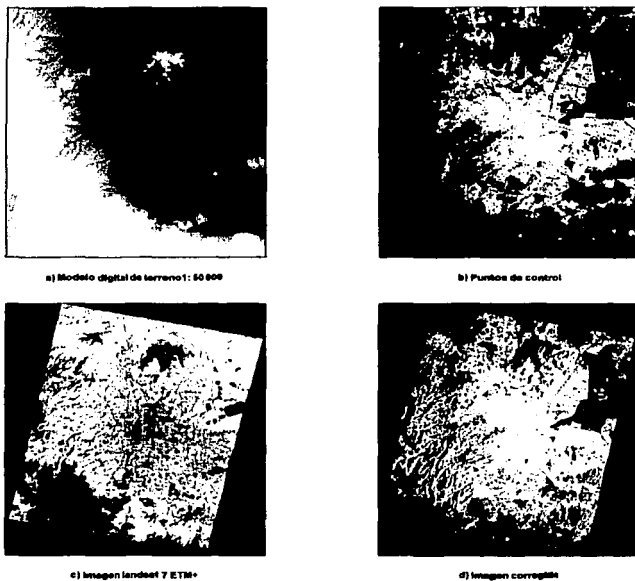 a) Modelo digital de terreno 1: 50 000
b) Puntos de control
c) Imagen landsat 7 ETM+
d) Imagen corregida